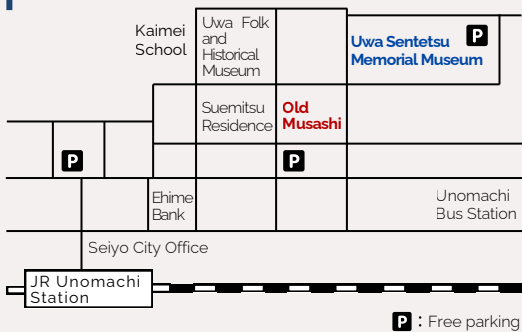 Kaimei
School
Uwa Folk
and
Historical
Museum
Uwa Sentetsu
Memorial Museum
P
Suemitsu
Residence
Old
Musashi
P
P
Ehime
Bank
Unomachi
Bus Station
Seiyo City Office
JR Unomachi
Station
P : Free parking